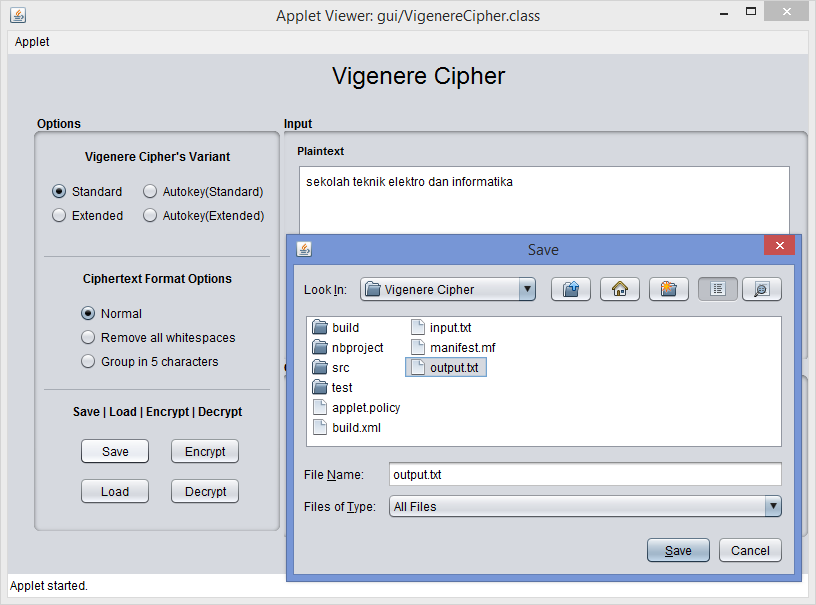 Applet Viewer: gui/VigenereCipher.class
Applet
Vigenere Cipher
Options
Vigenere Cipher's Variant
Standard Autokey(Standard)
Extended Autokey(Extended)
Ciphertext Format Options
Normal
Remove all whitespaces
Group in 5 characters
Save | Load | Encrypt | Decrypt
Save Encrypt
Load Decrypt
Input
Plaintext
sekolah teknik elektro dan informatika
Save
Look In: Vigenere Cipher
build input.txt
nbproject manifest.mf
src output.txt
test
applet.policy
build.xml
File Name: output.txt
Files of Type: All Files
Save Cancel
Applet started.